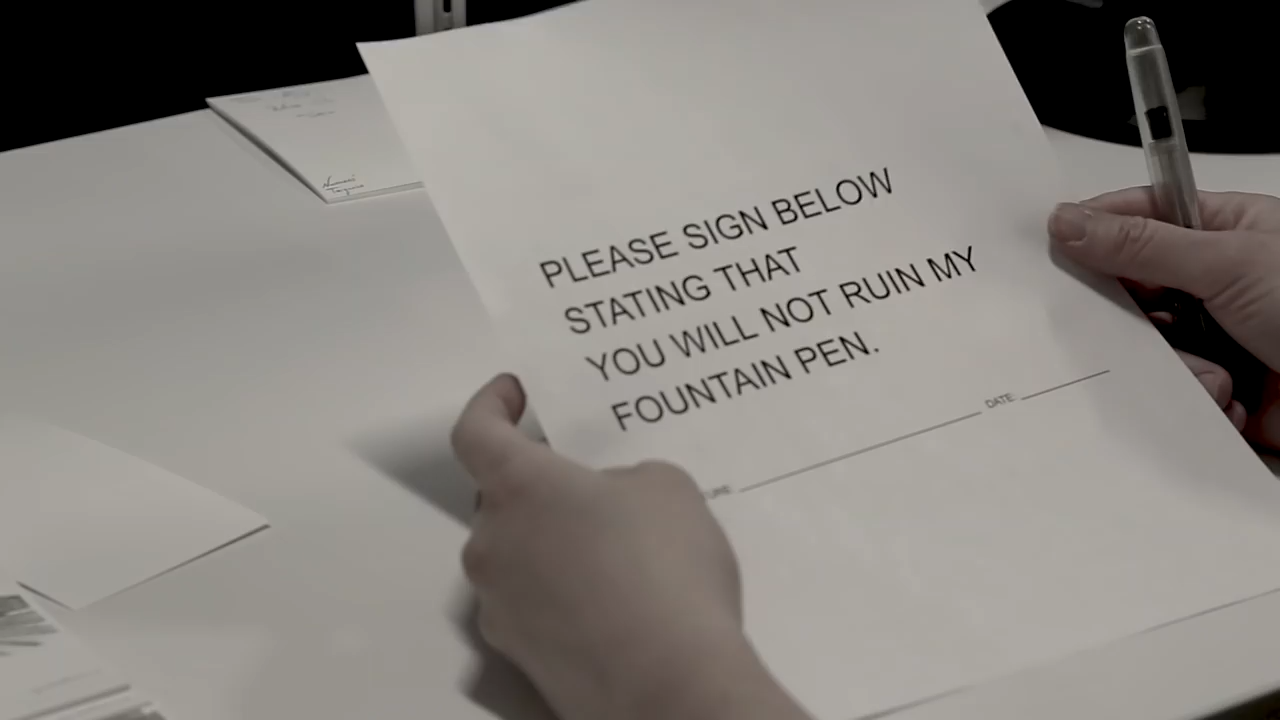 PLEASE SIGN BELOW
STATING THAT
YOU WILL NOT RUIN MY
FOUNTAIN PEN.
DATE